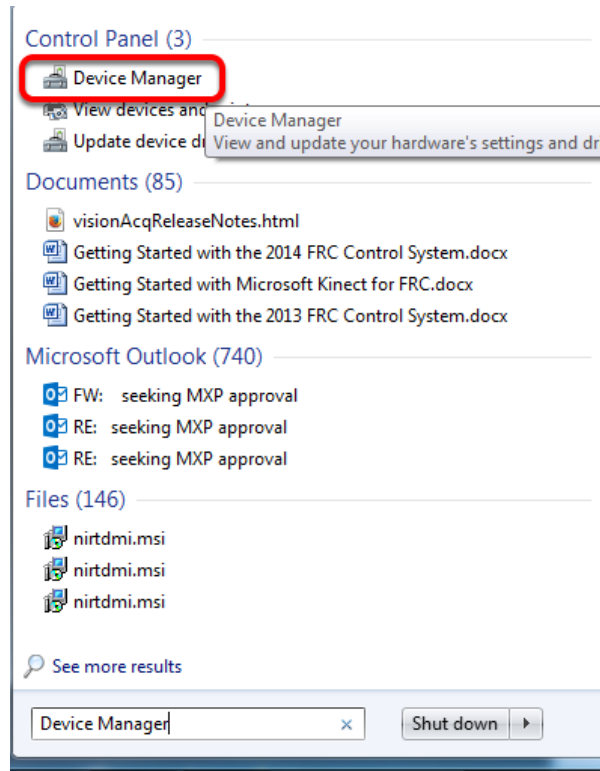 Control Panel (3)
Device Manager
View devices and
Device Manager
Update device
View and update your hardware's settings and dr
Documents (85)
visionAcqReleaseNotes.html
Getting Started with the 2014 FRC Control System.docx
Getting Started with Microsoft Kinect for FRC.docx
Getting Started with the 2013 FRC Control System.docx
Microsoft Outlook (740)
FW: seeking MXP approval
RE: seeking MXP approval
RE: seeking MXP approval
Files (146)
nirtdmi.msi
nirtdmi.msi
nirtdmi.msi
See more results
Device Manager
Shut down